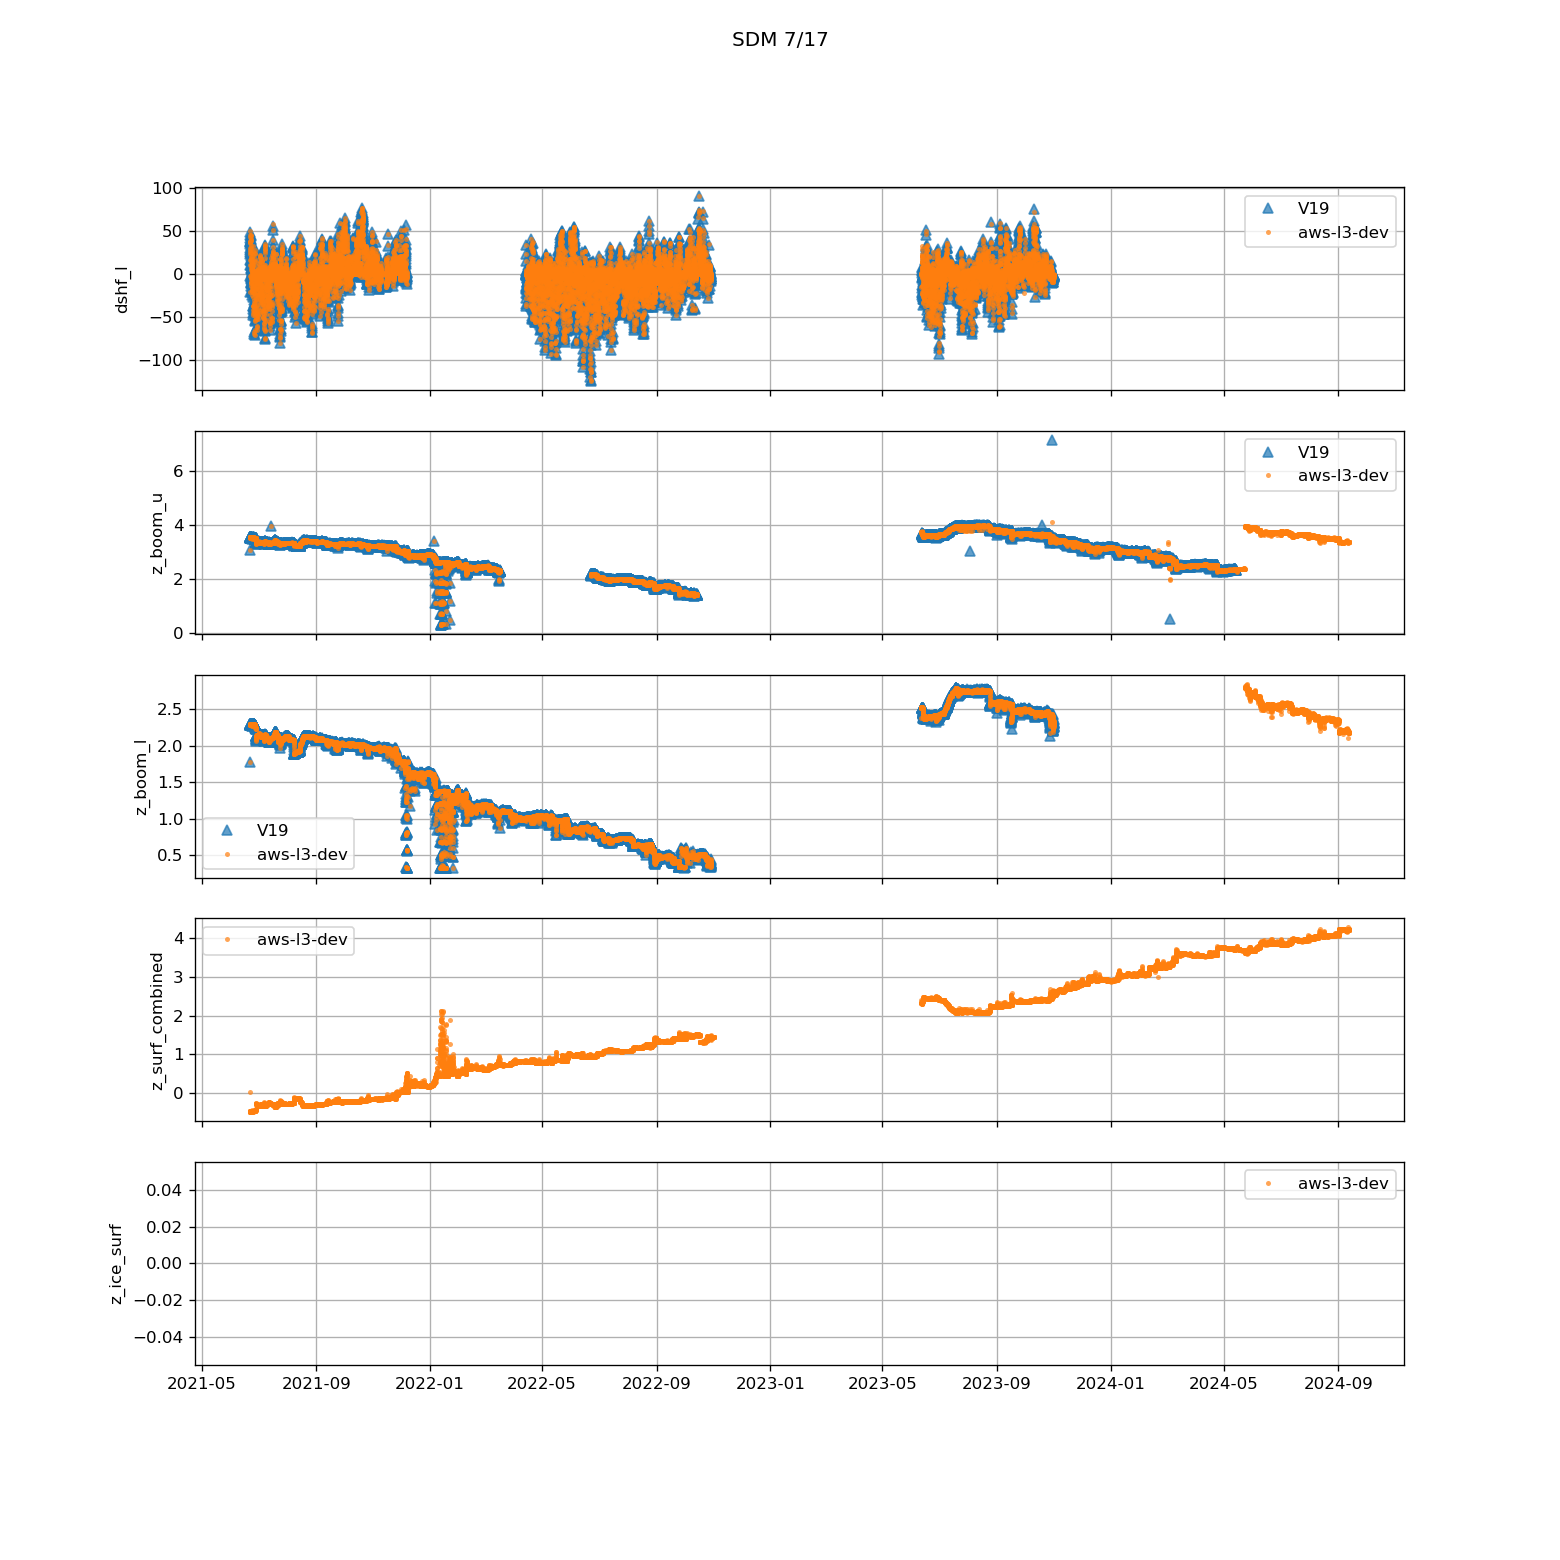 SDM 7/17
100
50
0
−50
−100
dshf_l
V19
aws-l3-dev
6
4
2
0
z_boom_u
V19
aws-l3-dev
2.5
2.0
1.5
1.0
0.5
z_boom_l
V19
aws-l3-dev
4
3
2
1
0
z_surf_combined
aws-l3-dev
0.04
0.02
0.00
−0.02
−0.04
z_ice_surf
aws-l3-dev
2021-05 2021-09 2022-01 2022-05 2022-09 2023-01 2023-05 2023-09 2024-01 2024-05 2024-09